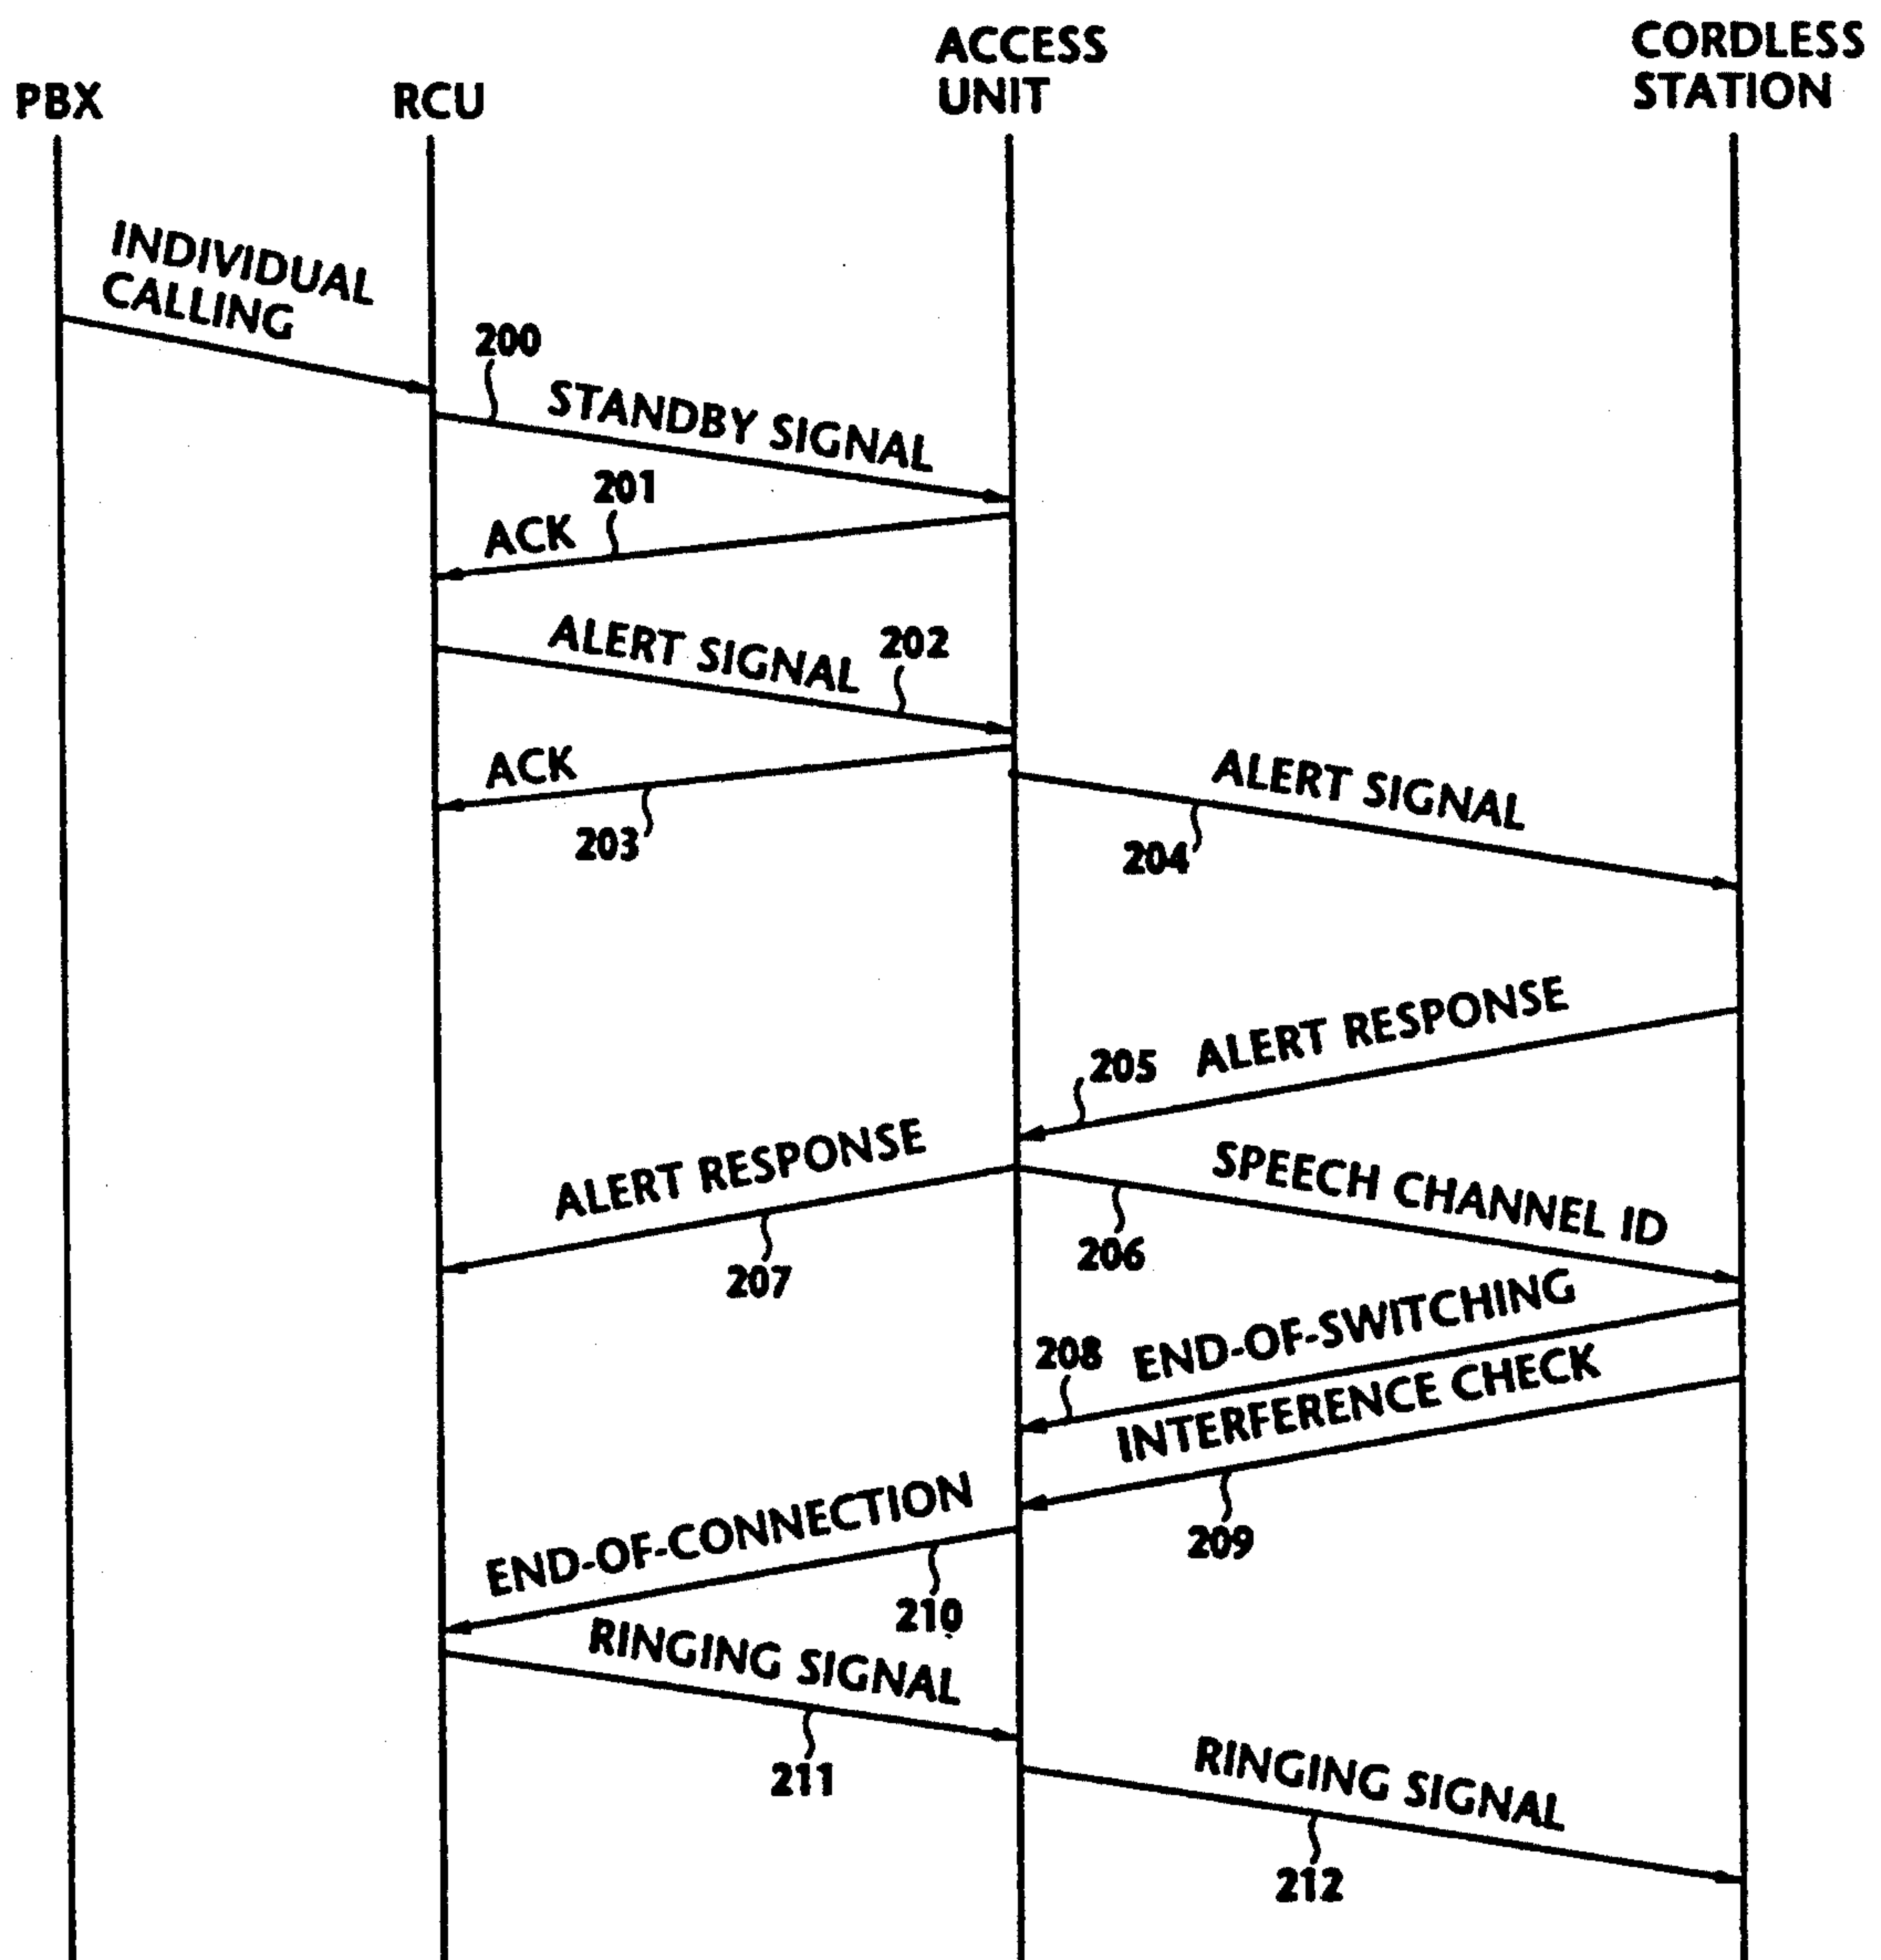 PBX
RCU
ACCESS
UNIT
CORDLESS
STATION
INDIVIDUAL
CALLING
200
STANDBY SIGNAL
201
ACK
ALERT SIGNAL
202
ACK
203
ALERT SIGNAL
204
ALERT RESPONSE
205
ALERT RESPONSE
207
SPEECH CHANNEL ID
206
END-OF-SWITCHING
208
INTERFERENCE CHECK
209
END-OF-CONNECTION
210
RINGING SIGNAL
211
RINGING SIGNAL
212